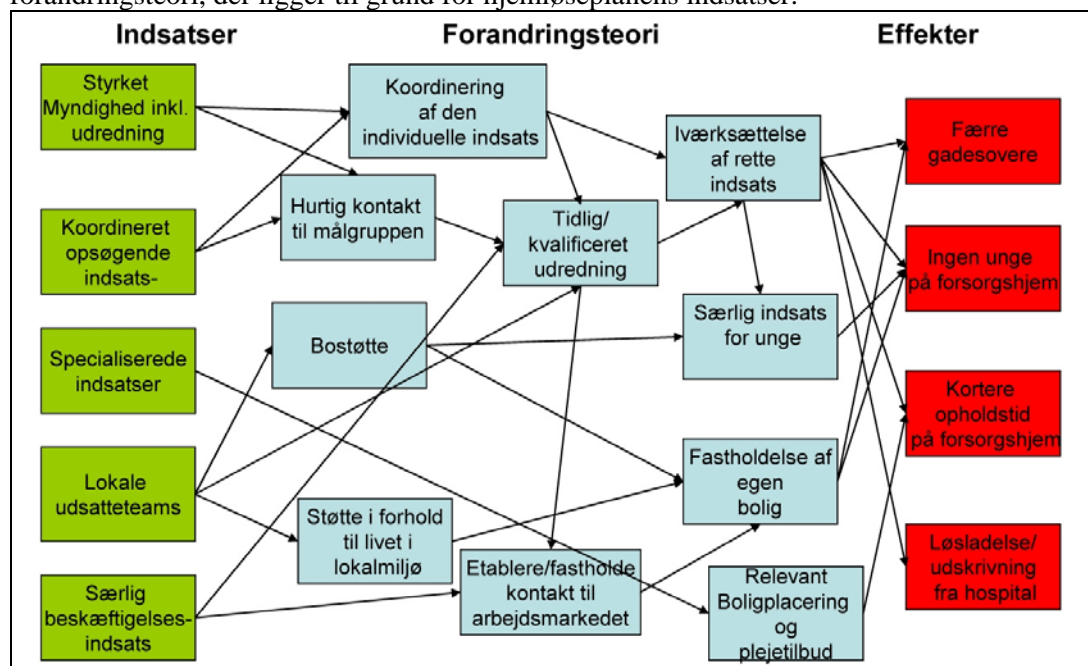 forandringsteori, der ligger til grund for hjemløseplanens indsatser:
Indsatser
Forandringsteori
Effekter
Styrket
Myndighed inkl.
udredning
Koordineret
opsøgende
indsats-
Specialiserede
indsatser
Lokale
udsatteteams
Særlig
beskæftigelses-
indsats
Koordinering
af den
individuelle indsats
Hurtig kontakt
til målgruppen
Bostøtte
Støtte i forhold
til livet i
lokalmiljø
Tidlig/
kvalificeret
udredning
Etablere/fastholde
kontakt til
arbejdsmarkedet
Iværksættelse
af rette
indsats
Særlig indsats
for unge
Fastholdelse af
egen
bolig
Relevant
Boligplacering
og
plejetilbud
Færre
gadesovere
Ingen unge
på forsorgshjem
Kortere
opholdstid
på forsorgshjem
Løsladelse/
udskrivning
fra hospital